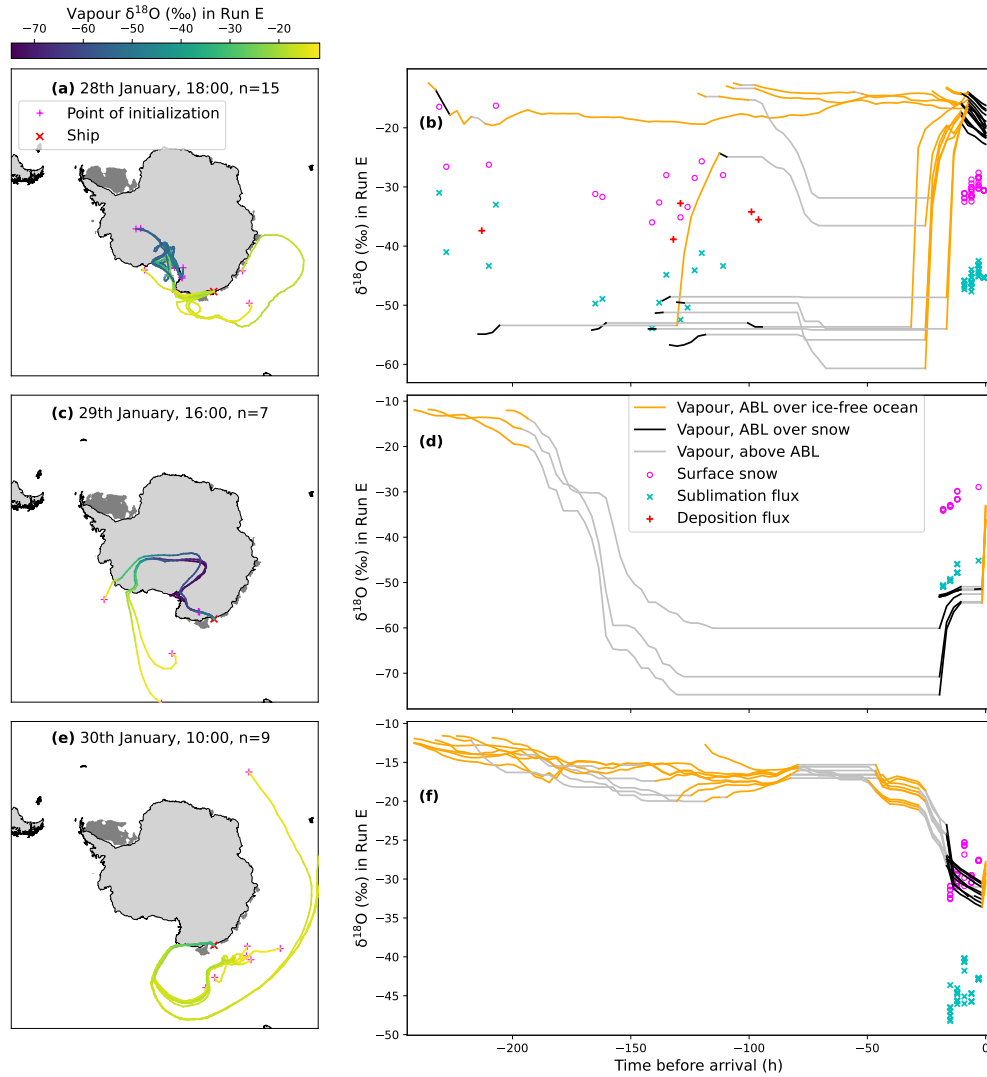 Vapour δ18O (‰) in Run E
−70 −60 −50 −40 −30 −20
(a) 28th January, 18:00, n=15
Point of initialization
Ship
(b)
δ18O (‰) in Run E
−20
−30
−40
−50
−60
(c) 29th January, 16:00, n=7
(d)
Vapour, ABL over ice-free ocean
Vapour, ABL over snow
Vapour, above ABL
Surface snow
Sublimation flux
Deposition flux
δ18O (‰) in Run E
−10
−20
−30
−40
−50
−60
−70
(e) 30th January, 10:00, n=9
(f)
δ18O (‰) in Run E
−10
−15
−20
−25
−30
−35
−40
−45
−50
−200 −150 −100 −50 0
Time before arrival (h)